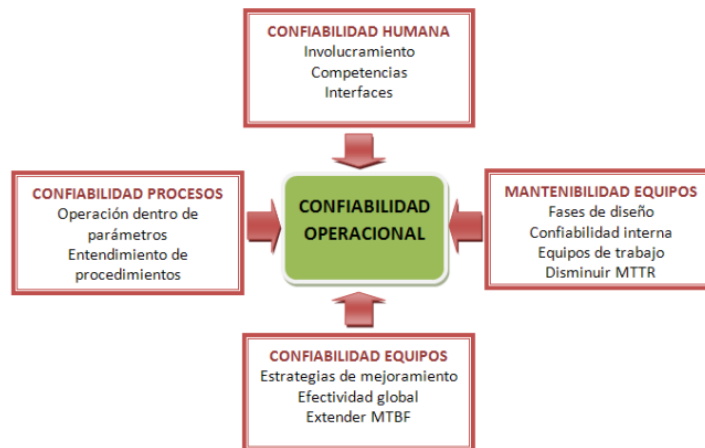 CONFIABILIDAD HUMANA
Involucramiento
Competencias
Interfaces
CONFIABILIDAD PROCESOS
Operación dentro de
parámetros
Entendimiento de
procedimientos
CONFIABILIDAD
OPERACIONAL
MANTENIBILIDAD EQUIPOS
Fases de diseño
Confiabilidad interna
Equipos de trabajo
Disminuir MTTR
CONFIABILIDAD EQUIPOS
Estrategias de mejoramiento
Efectividad global
Extender MTBF